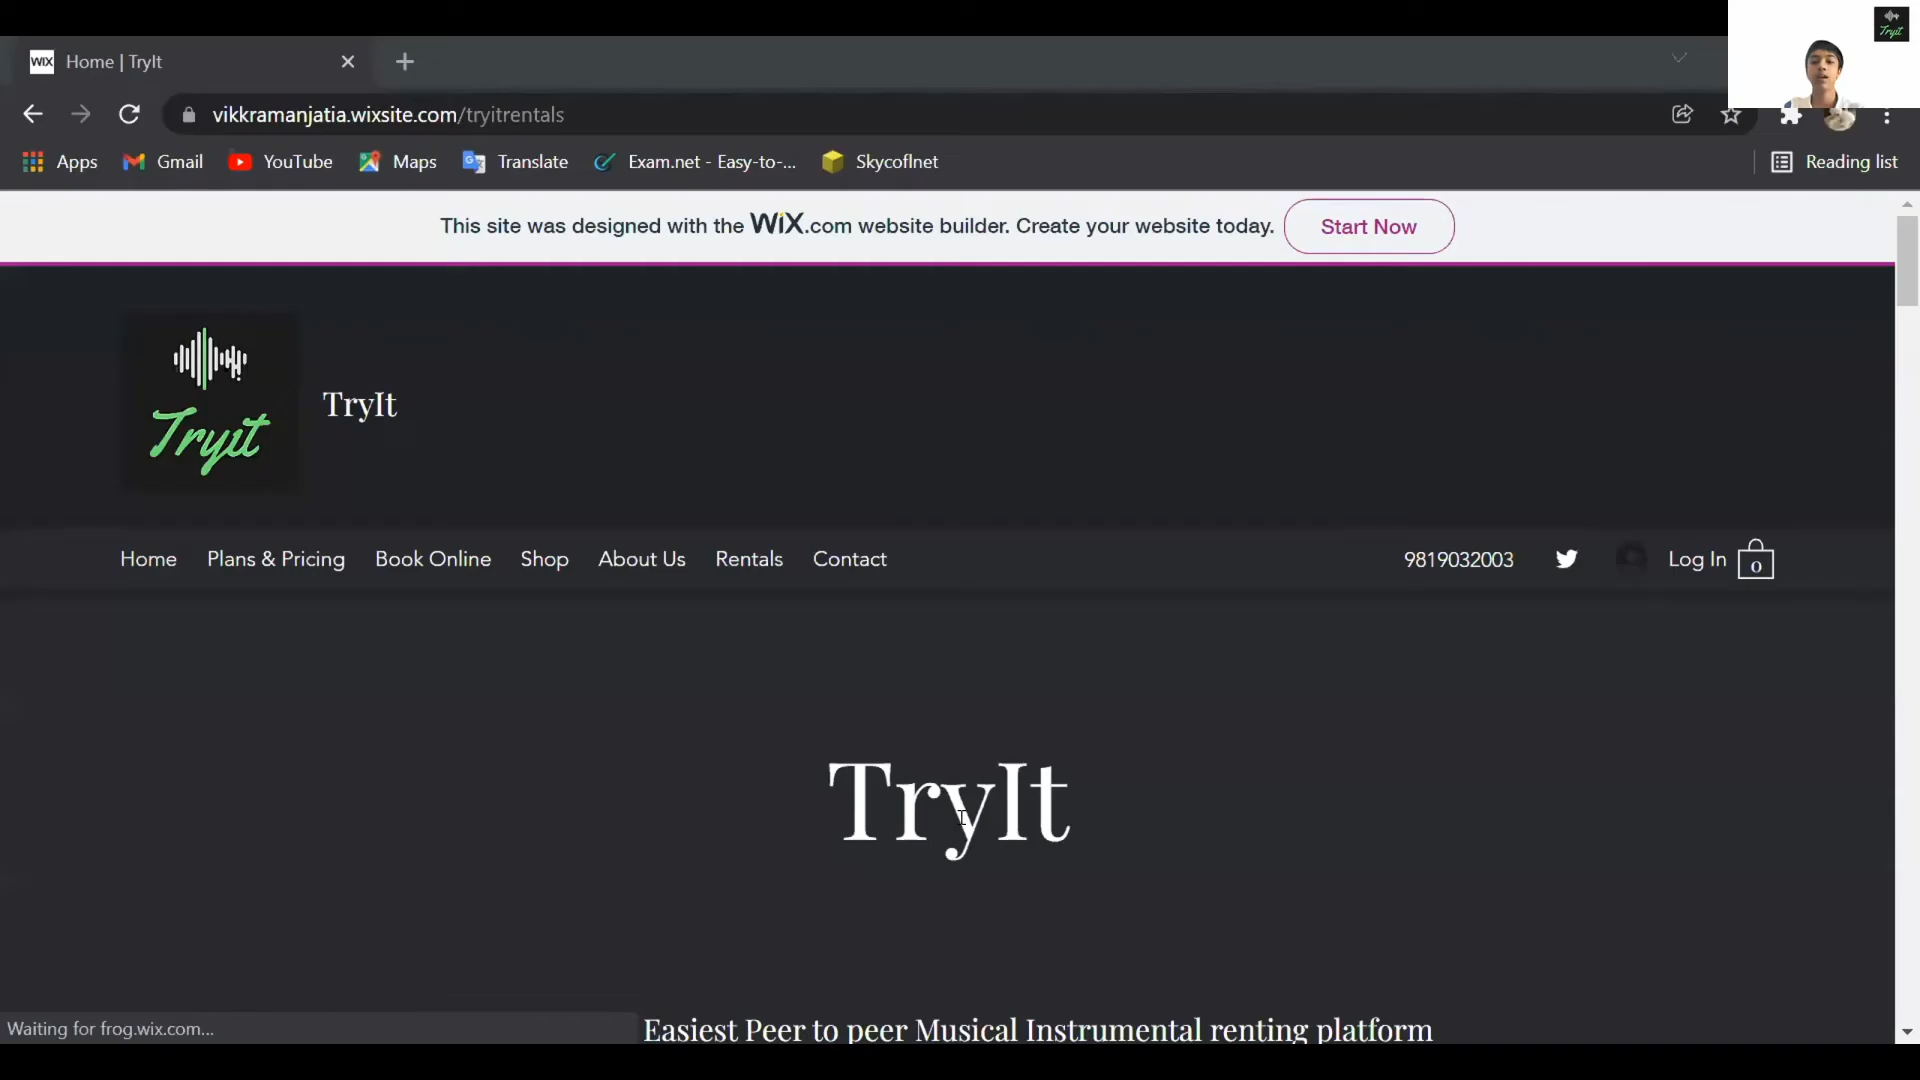 WIX Home | TryIt
vikkramanjatia.wixsite.com/tryitrentals
Apps Gmail YouTube Maps Translate Exam.net - Easy-to-... Skycoflnet Reading list
This site was designed with the WiX.com website builder. Create your website today. Start Now
Tryit
TryIt
Home Plans & Pricing Book Online Shop About Us Rentals Contact 9819032003 Log In 0
TryIt
Easiest Peer to peer Musical Instrumental renting platform
Waiting for frog.wix.com...
Tryit